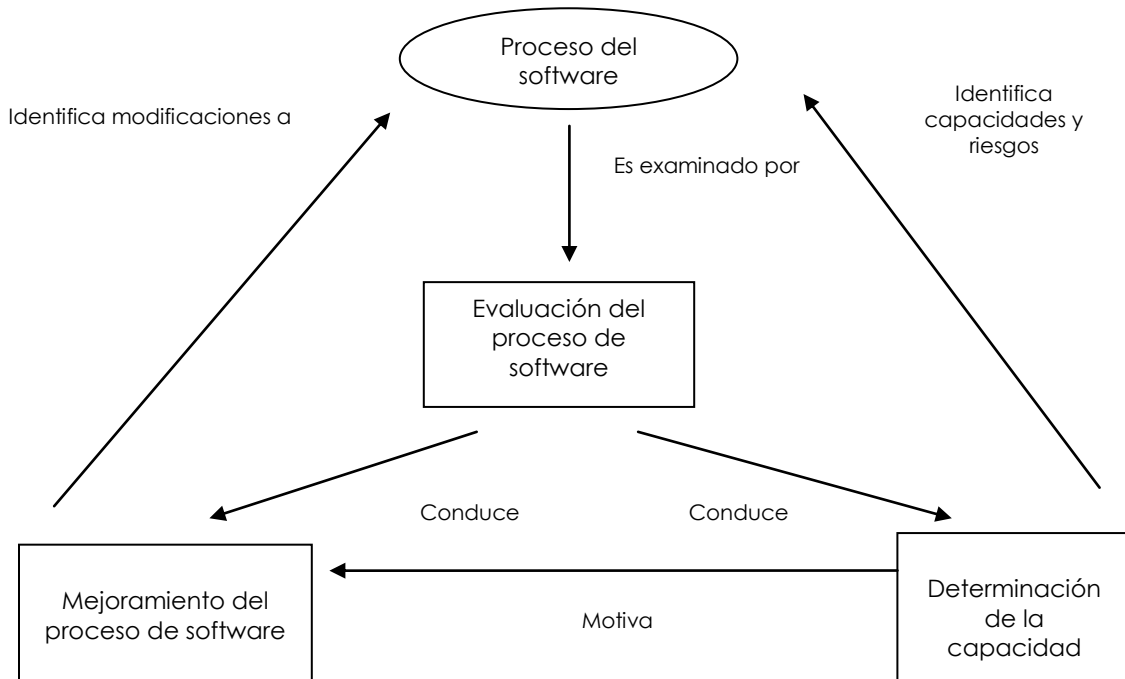 Proceso del
software
Identifica modificaciones a
Identifica
capacidades y
riesgos
Es examinado por
Evaluación del
proceso de
software
Conduce
Conduce
Mejoramiento del
proceso de software
Motiva
Determinación
de la
capacidad